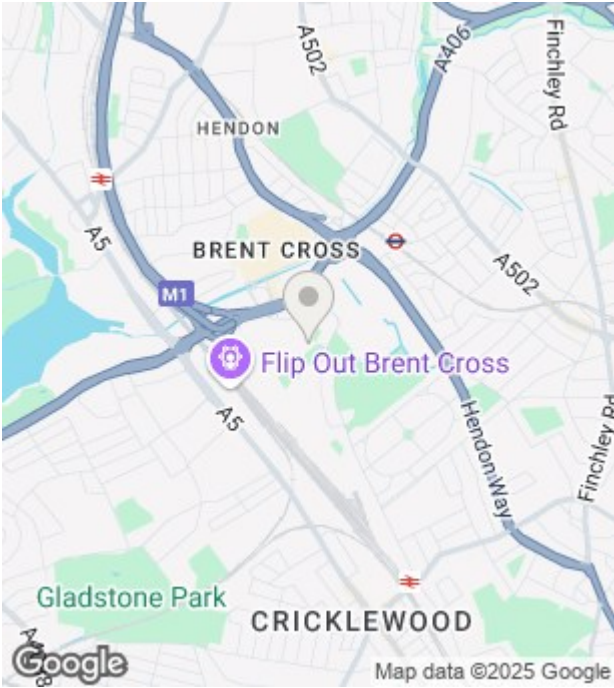 A502
A406
Finchley Rd
HENDON
A5
BRENT CROSS
A502
M1
Flip Out Brent Cross
A5
Hendon Way
Finchley Rd
Gladstone Park
CRICKLEWOOD
Google
Map data ©2025 Google